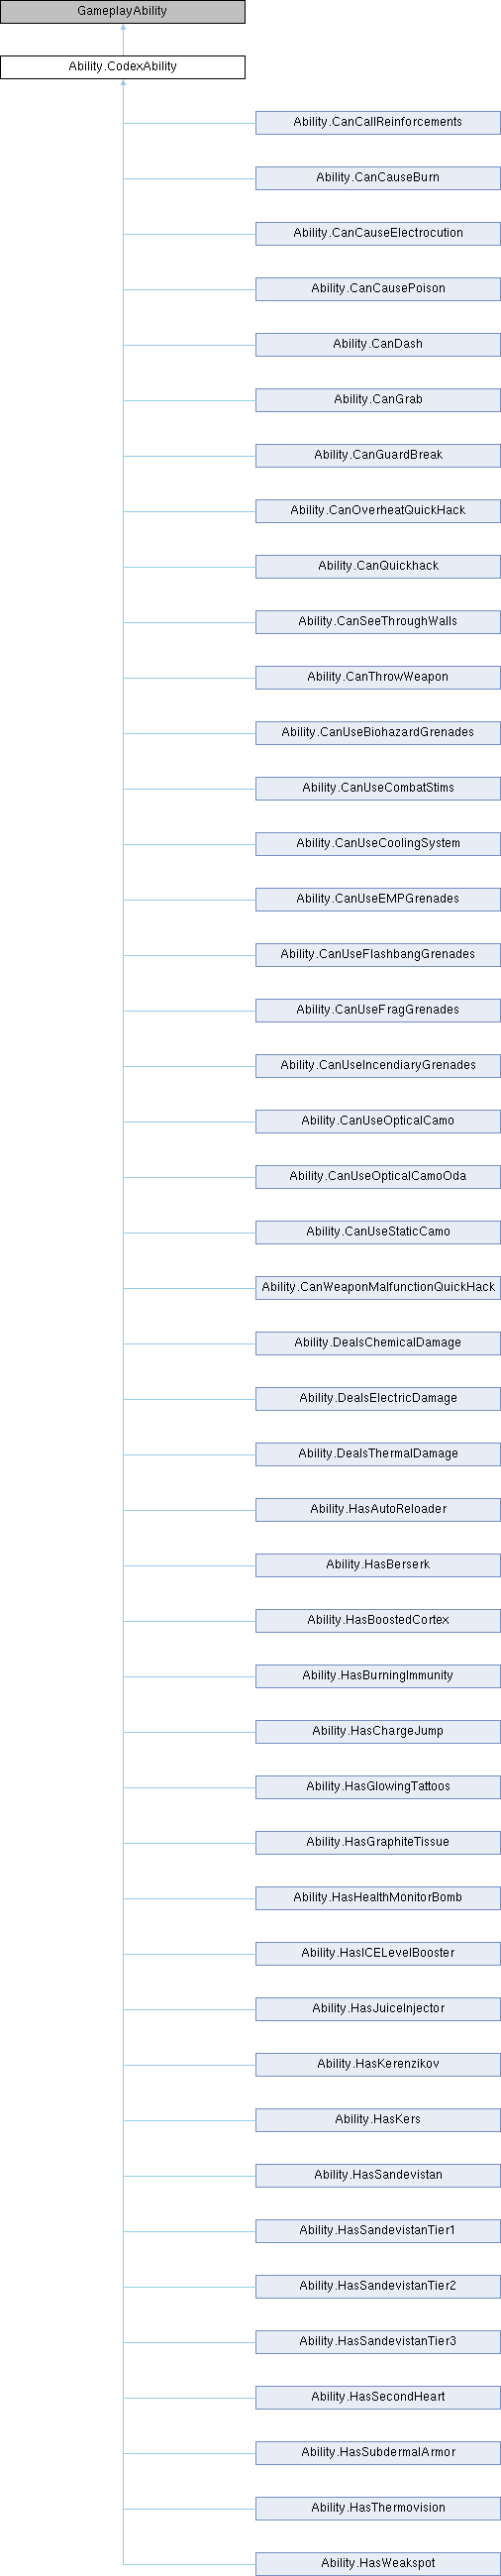 GameplayAbility
Ability.CodexAbility
Ability.CanCallReinforcements
Ability.CanCauseBurn
Ability.CanCauseElectrocution
Ability.CanCausePoison
Ability.CanDash
Ability.CanGrab
Ability.CanGuardBreak
Ability.CanOverheatQuickHack
Ability.CanQuickhack
Ability.CanSeeThroughWalls
Ability.CanThrowWeapon
Ability.CanUseBiohazardGrenades
Ability.CanUseCombatStims
Ability.CanUseCoolingSystem
Ability.CanUseEMPGrenades
Ability.CanUseFlashbangGrenades
Ability.CanUseFragGrenades
Ability.CanUseIncendiaryGrenades
Ability.CanUseOpticalCamo
Ability.CanUseOpticalCamoOda
Ability.CanUseStaticCamo
Ability.CanWeaponMalfunctionQuickHack
Ability.DealsChemicalDamage
Ability.DealsElectricDamage
Ability.DealsThermalDamage
Ability.HasAutoReloader
Ability.HasBerserk
Ability.HasBoostedCortex
Ability.HasBurningImmunity
Ability.HasChargeJump
Ability.HasGlowingTattoos
Ability.HasGraphiteTissue
Ability.HasHealthMonitorBomb
Ability.HasICELevelBooster
Ability.HasJuiceInjector
Ability.HasKerenzikov
Ability.HasKers
Ability.HasSandevistan
Ability.HasSandevistanTier1
Ability.HasSandevistanTier2
Ability.HasSandevistanTier3
Ability.HasSecondHeart
Ability.HasSubdermalArmor
Ability.HasThermovision
Ability.HasWeakspot